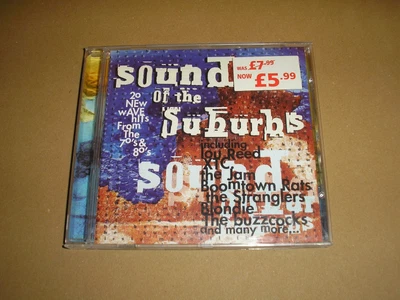 sound
of the
suburbs
WAS £7.99
NOW £5.99
20
NEW
wAVE
hiTs
From
The
70's &
80's
including
Lou Reed
XTC
the Jam
Boomtown Rats
the Stranglers
Blondie
The buzzcocks
and many more...
sound